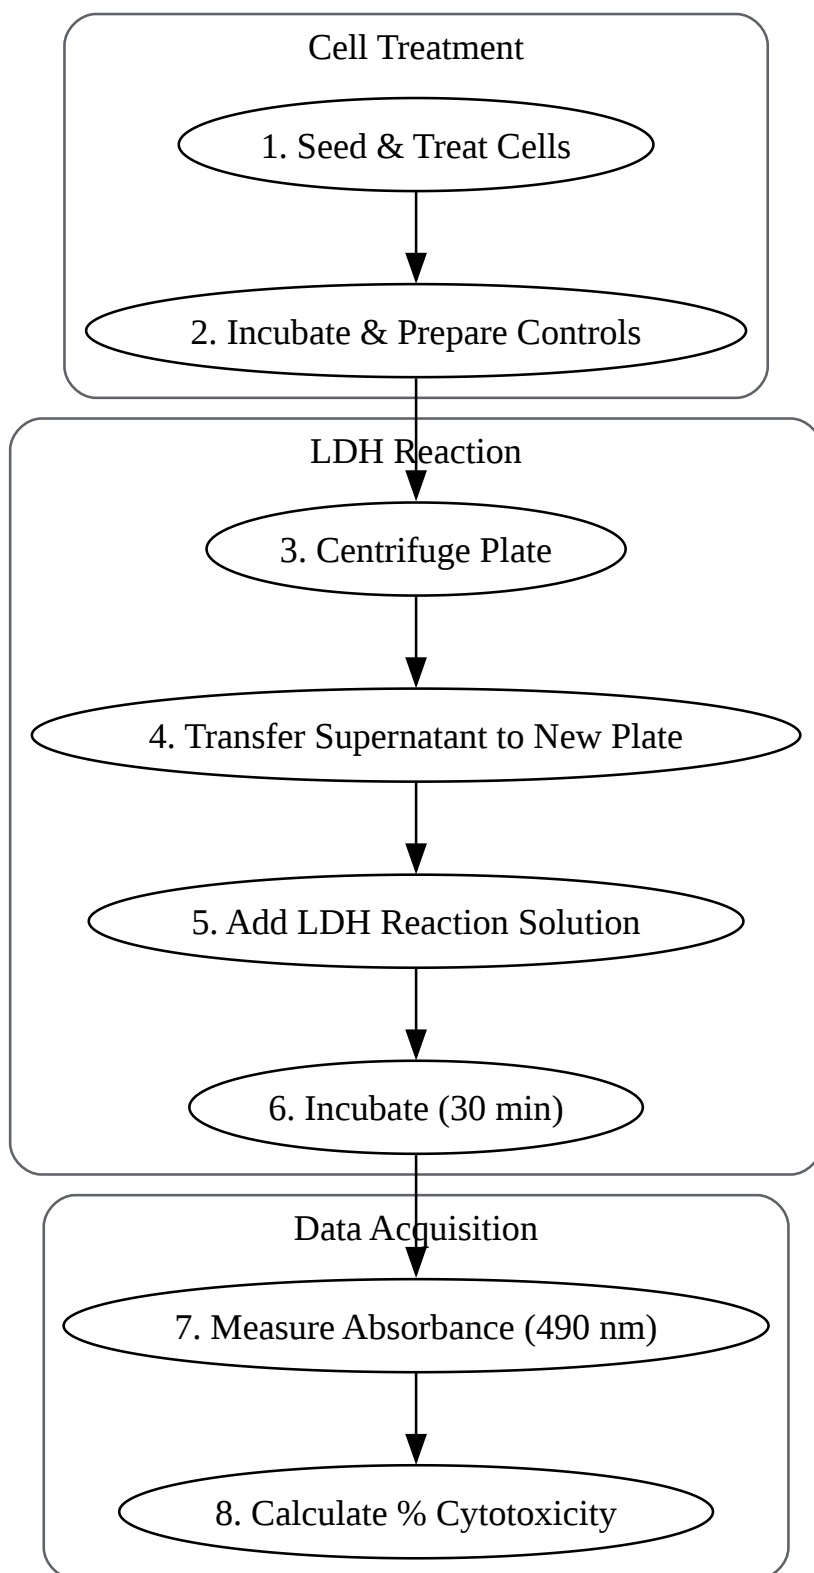 Cell Treatment
1. Seed & Treat Cells
2. Incubate & Prepare Controls
LDH Reaction
3. Centrifuge Plate
4. Transfer Supernatant to New Plate
5. Add LDH Reaction Solution
6. Incubate (30 min)
Data Acquisition
7. Measure Absorbance (490 nm)
8. Calculate % Cytotoxicity